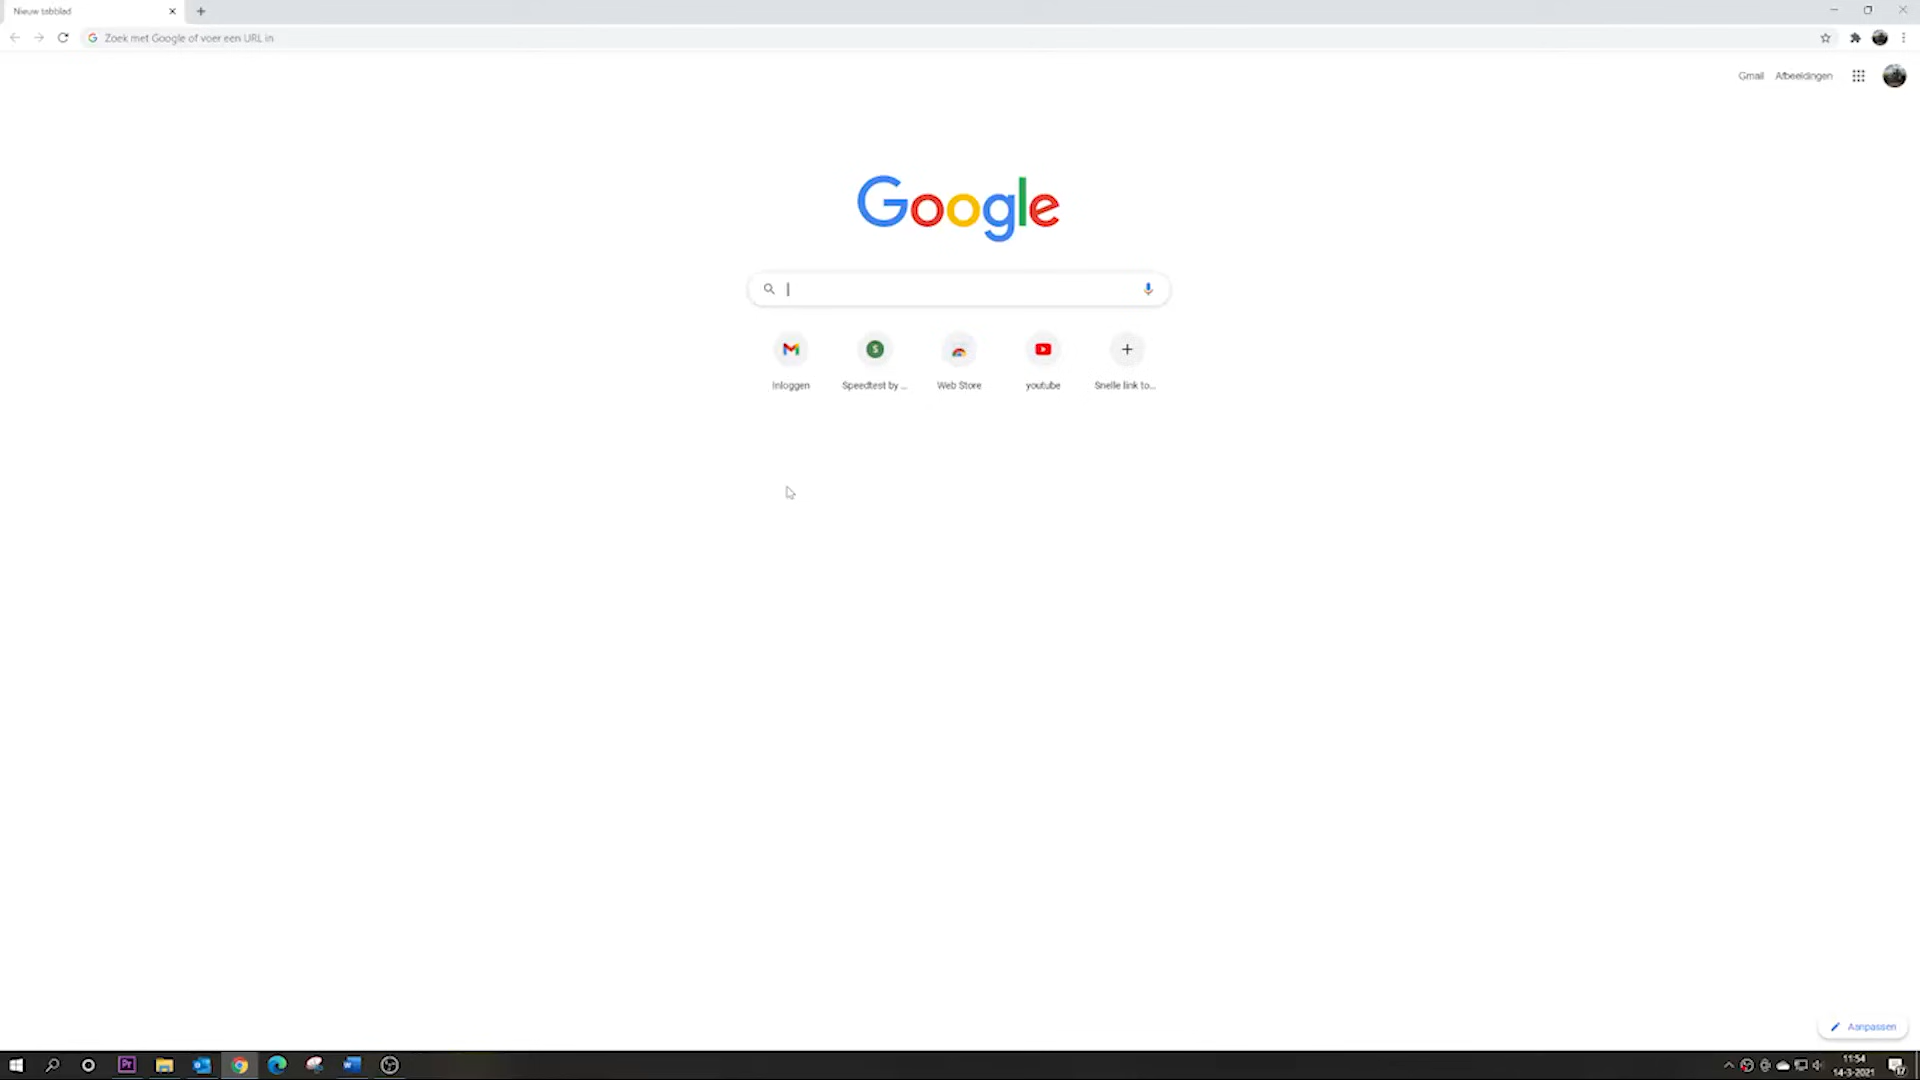 Nieuw tabblad
Zoek met Google of voer een URL in
Gmail Afbeeldingen
Google
Inloggen Speedtest by ... Web Store youtube Snelle link to...
Aanpassen
11:54
14-3-2021